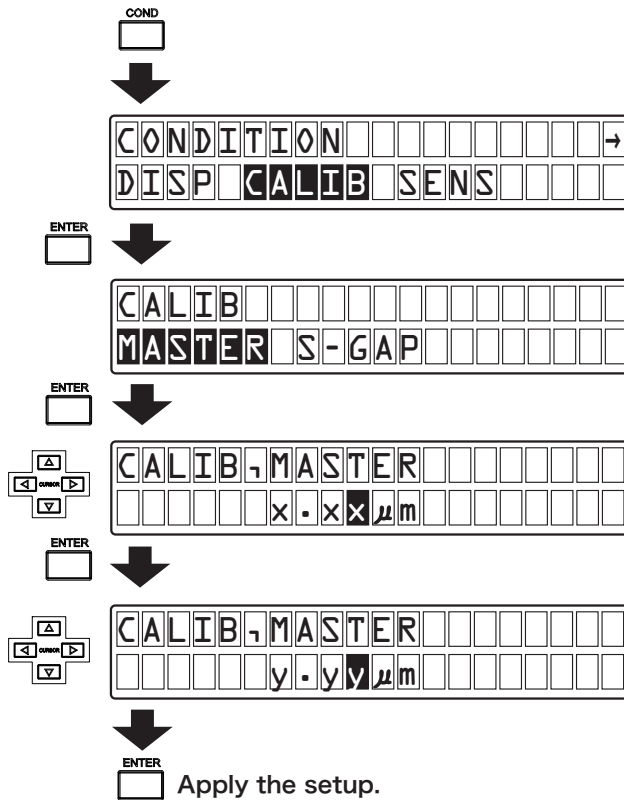 COND
CONDITION →
DISP CALIB SENS
ENTER
CALIB
MASTER S-GAP
ENTER
CALIB,MASTER
CURSOR
x.xxμm
ENTER
CALIB,MASTER
CURSOR
y.yyμm
ENTER
Apply the setup.